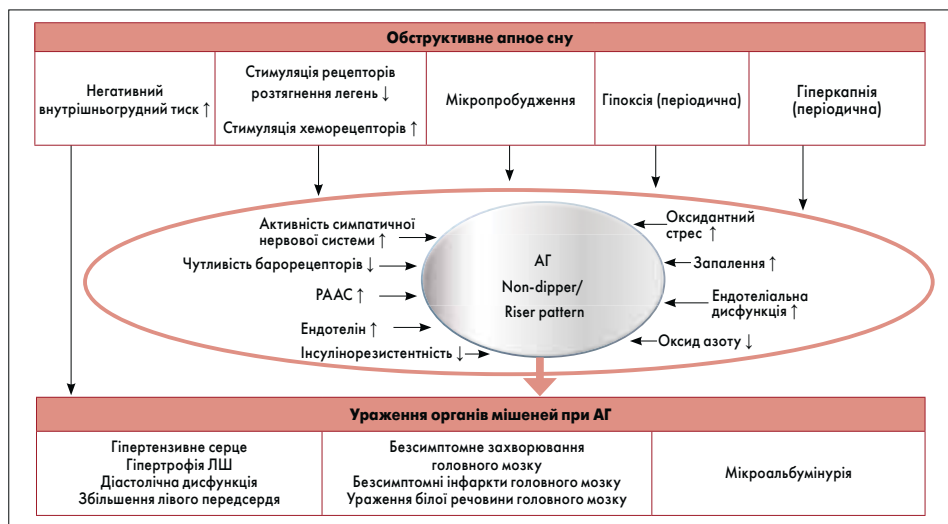 Обструктивне апное сну
Негативний
внутрішньогрудний тиск ↑
Стимуляція рецепторів
розтягнення легень ↓
Стимуляція хеморецепторів ↑
Мікропробудження
Гіпоксія (періодична)
Гіперкапнія
(періодична)
Активність симпатичної
нервової системи ↑
Чутливість барорецепторів ↓
РААС ↑
Ендотелін ↑
Інсулінорезистентність ↓
АГ
Non-dipper/
Riser pattern
Оксидантний
стрес ↑
Запалення ↑
Ендотеліальна
дисфункція ↑
Оксид азоту ↓
Ураження органів мішеней при АГ
Гіпертензивне серце
Гіпертрофія ЛШ
Діастолічна дисфункція
Збільшення лівого передсердя
Безсимптомне захворювання
головного мозку
Безсимптомні інфаркти головного мозку
Ураження білої речовини головного мозку
Мікроальбумінурія